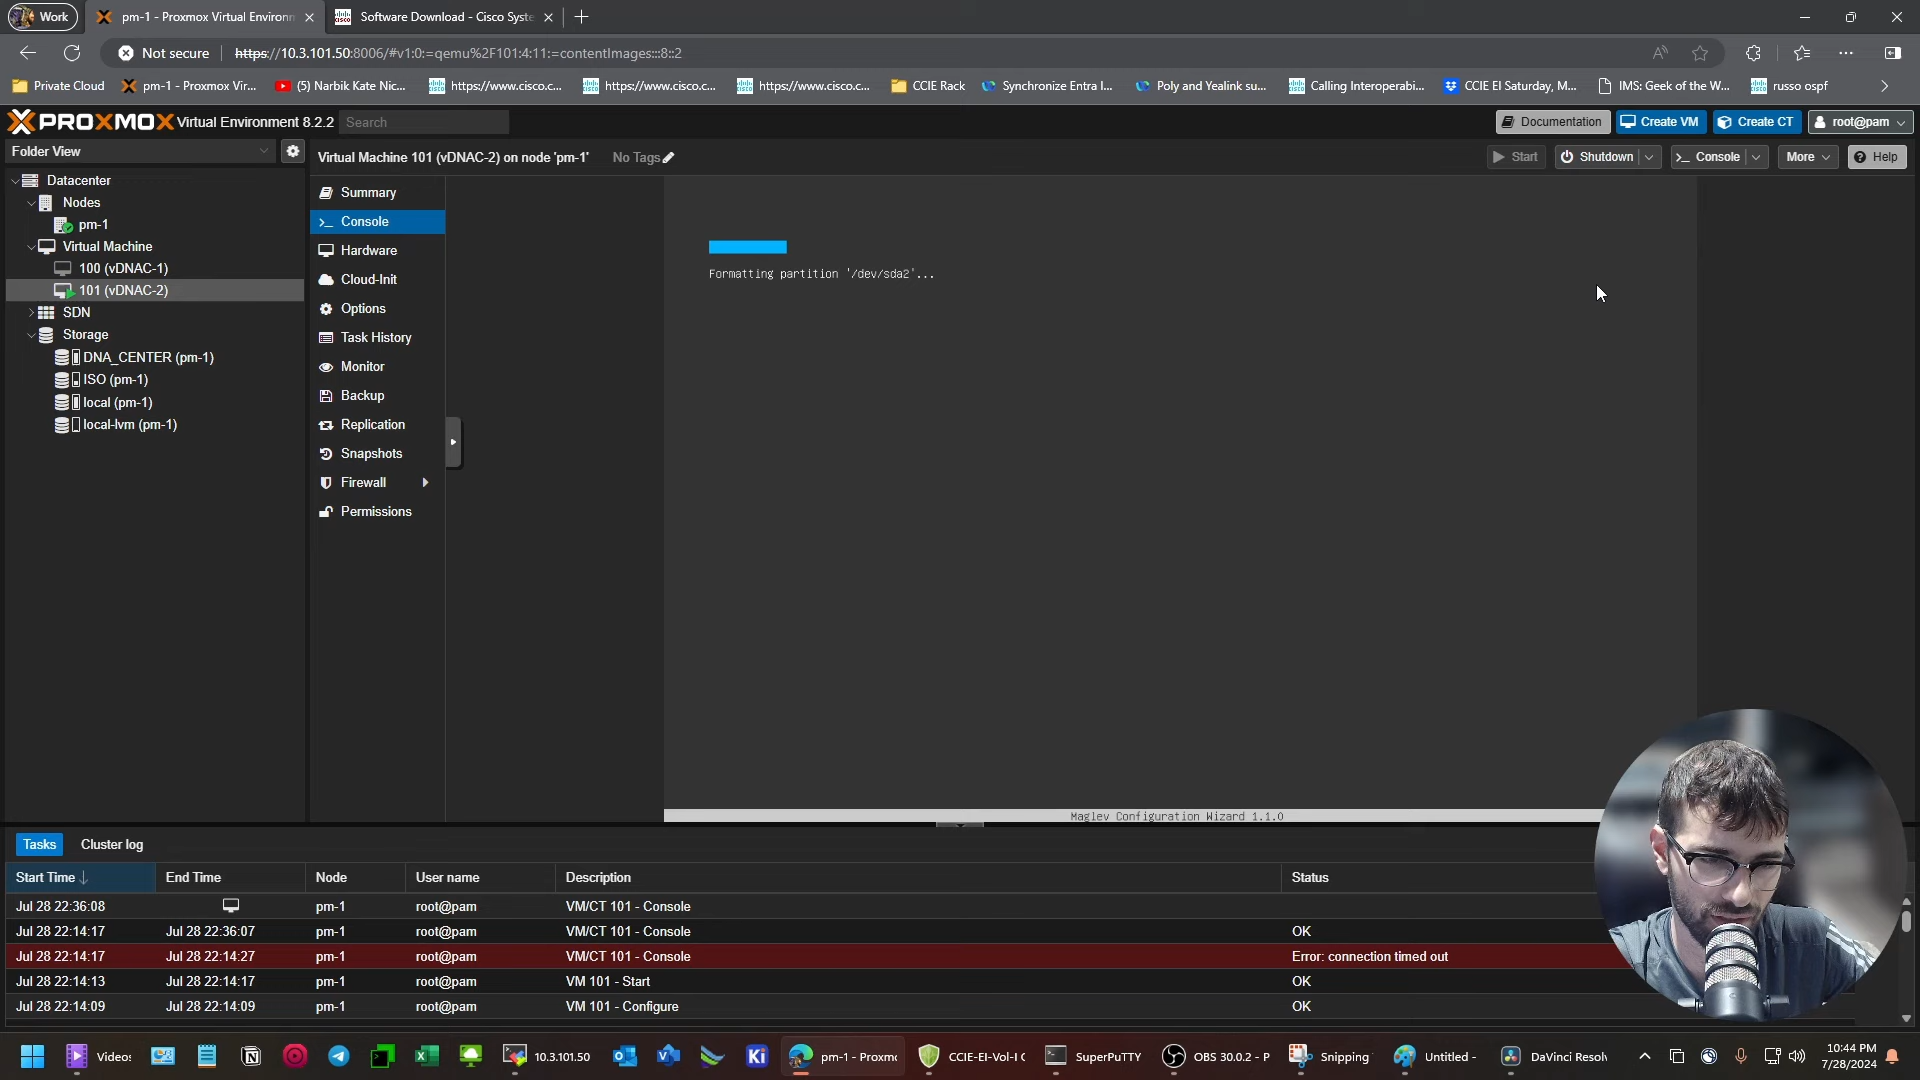 Work
pm-1 - Proxmox Virtual Environn
Software Download - Cisco Syste
Not secure
https://10.3.101.50:8006/#v1:0:=qemu%2F101:4:11:=contentImages:::8::2
Private Cloud
pm-1 - Proxmox Vir...
(5) Narbik Kate Nic...
https://www.cisco.c...
https://www.cisco.c...
https://www.cisco.c...
CCIE Rack
Synchronize Entra I...
Poly and Yealink su...
Calling Interoperabi...
CCIE EI Saturday, M...
IMS: Geek of the W...
russo ospf
PROXMOX Virtual Environment 8.2.2
Search
Documentation
Create VM
Create CT
root@pam
Folder View
Virtual Machine 101 (vDNAC-2) on node 'pm-1'
No Tags
Start
Shutdown
Console
More
Help
Datacenter
Nodes
pm-1
Virtual Machine
100 (vDNAC-1)
101 (vDNAC-2)
SDN
Storage
DNA_CENTER (pm-1)
ISO (pm-1)
local (pm-1)
local-lvm (pm-1)
Summary
Console
Hardware
Cloud-Init
Options
Task History
Monitor
Backup
Replication
Snapshots
Firewall
Permissions
Formatting partition '/dev/sda2'...
Maglev Configuration Wizard 1.1.0
Tasks
Cluster log
Start Time End Time Node User name Description Status
Jul 28 22:36:08 pm-1 root@pam VM/CT 101 - Console
Jul 28 22:14:17 Jul 28 22:36:07 pm-1 root@pam VM/CT 101 - Console OK
Jul 28 22:14:17 Jul 28 22:14:27 pm-1 root@pam VM/CT 101 - Console Error: connection timed out
Jul 28 22:14:13 Jul 28 22:14:17 pm-1 root@pam VM 101 - Start OK
Jul 28 22:14:09 Jul 28 22:14:09 pm-1 root@pam VM 101 - Configure OK
Videos
10.3.101.50
pm-1 - Proxmo
CCIE-EI-Vol-I C
SuperPuTTY
OBS 30.0.2 - P
Snipping
Untitled -
DaVinci Resolv
10:44 PM
7/28/2024